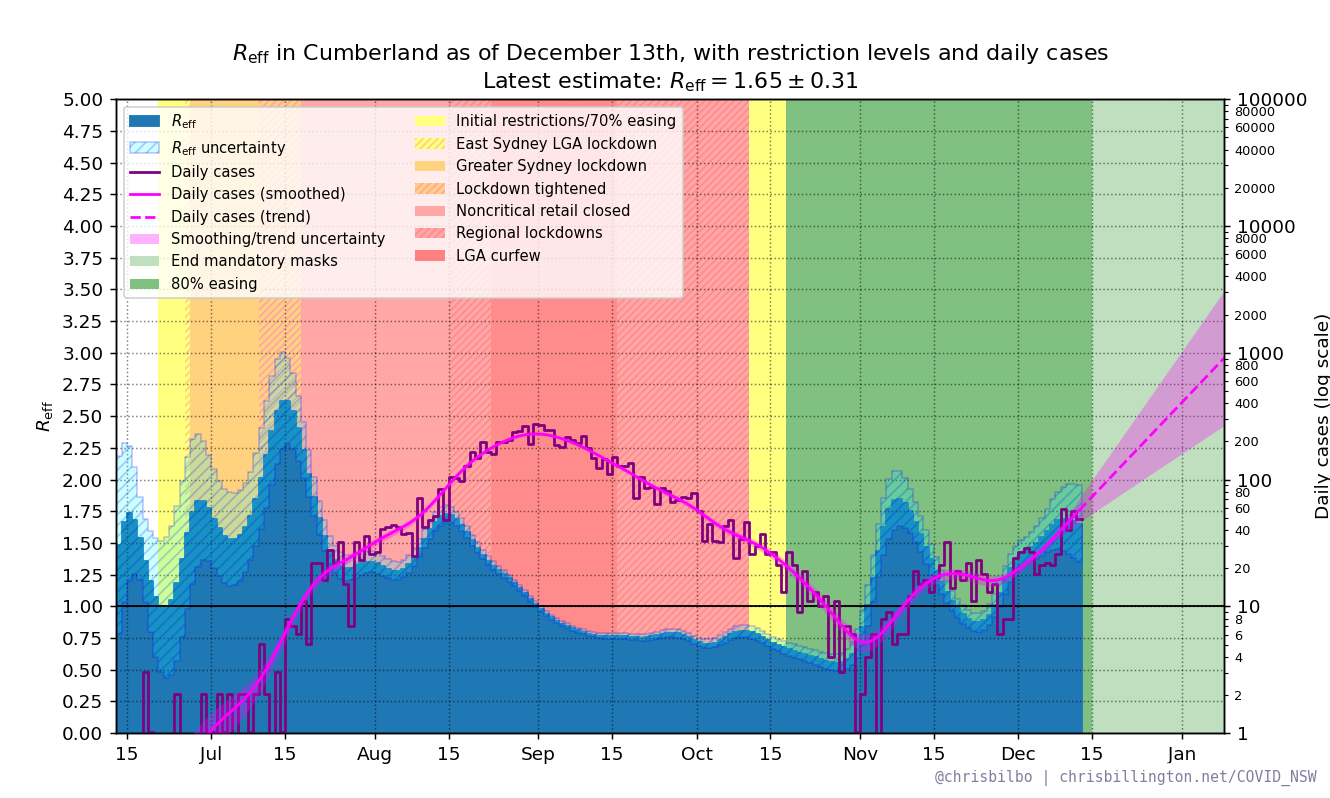 Reff in Cumberland as of December 13th, with restriction levels and daily cases
Latest estimate: Reff = 1.65 ± 0.31
5.00
4.75
4.50
4.25
4.00
3.75
3.50
3.25
3.00
2.75
2.50
2.25
2.00
1.75
1.50
1.25
1.00
0.75
0.50
0.25
0.00
Reff
Reff
Reff uncertainty
Daily cases
Daily cases (smoothed)
Daily cases (trend)
Smoothing/trend uncertainty
End mandatory masks
80% easing
Initial restrictions/70% easing
East Sydney LGA lockdown
Greater Sydney lockdown
Lockdown tightened
Noncritical retail closed
Regional lockdowns
LGA curfew
100000
80000
60000
40000
20000
10000
8000
6000
4000
2000
1000
800
600
400
200
100
80
60
40
20
10
8
6
4
2
1
Daily cases (log scale)
15 Jul 15 Aug 15 Sep 15 Oct 15 Nov 15 Dec 15 Jan
@chrisbilbo | chrisbillington.net/COVID_NSW